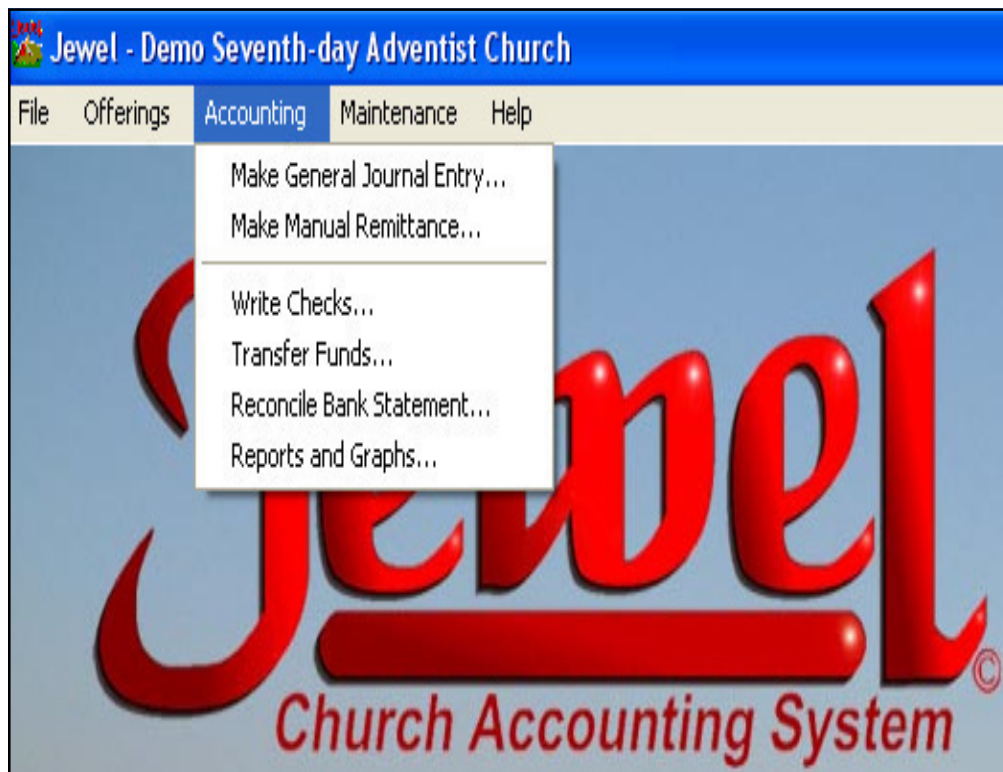 Jewel - Demo Seventh-day Adventist Church
File Offerings Accounting Maintenance Help
Make General Journal Entry...
Make Manual Remittance...
Write Checks...
Transfer Funds...
Reconcile Bank Statement...
Reports and Graphs...
Jewel ©
Church Accounting System